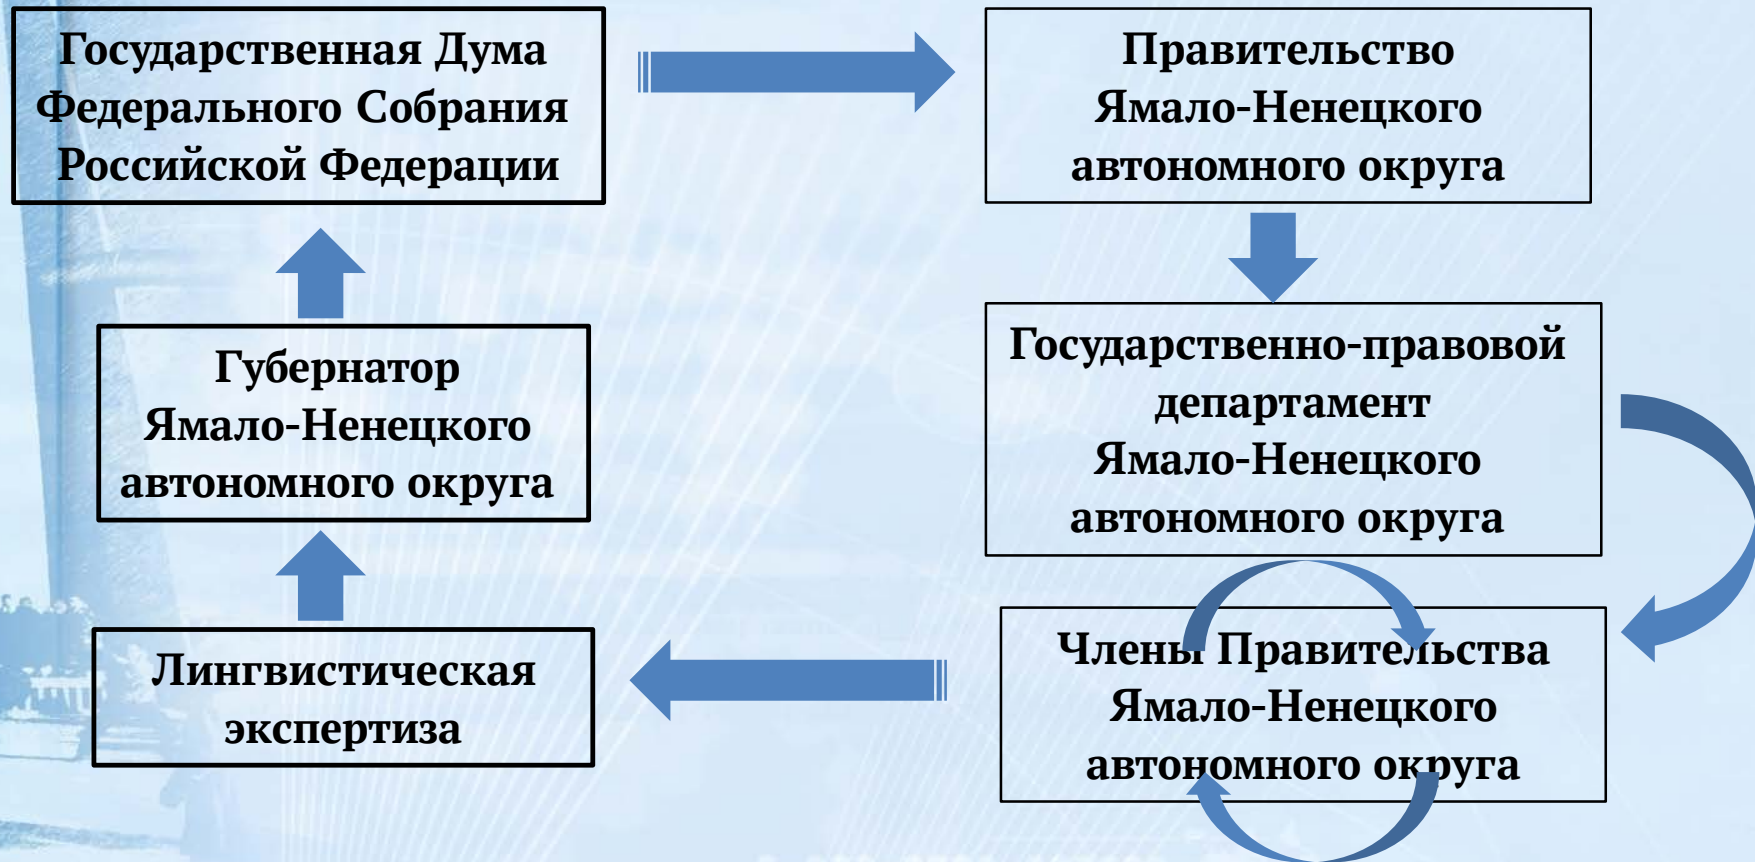 Государственная Дума
Федерального Собрания
Российской Федерации
Правительство
Ямало-Ненецкого
автономного округа
Государственно-правовой
департамент
Ямало-Ненецкого
автономного округа
Члены Правительства
Ямало-Ненецкого
автономного округа
Лингвистическая
экспертиза
Губернатор
Ямало-Ненецкого
автономного округа